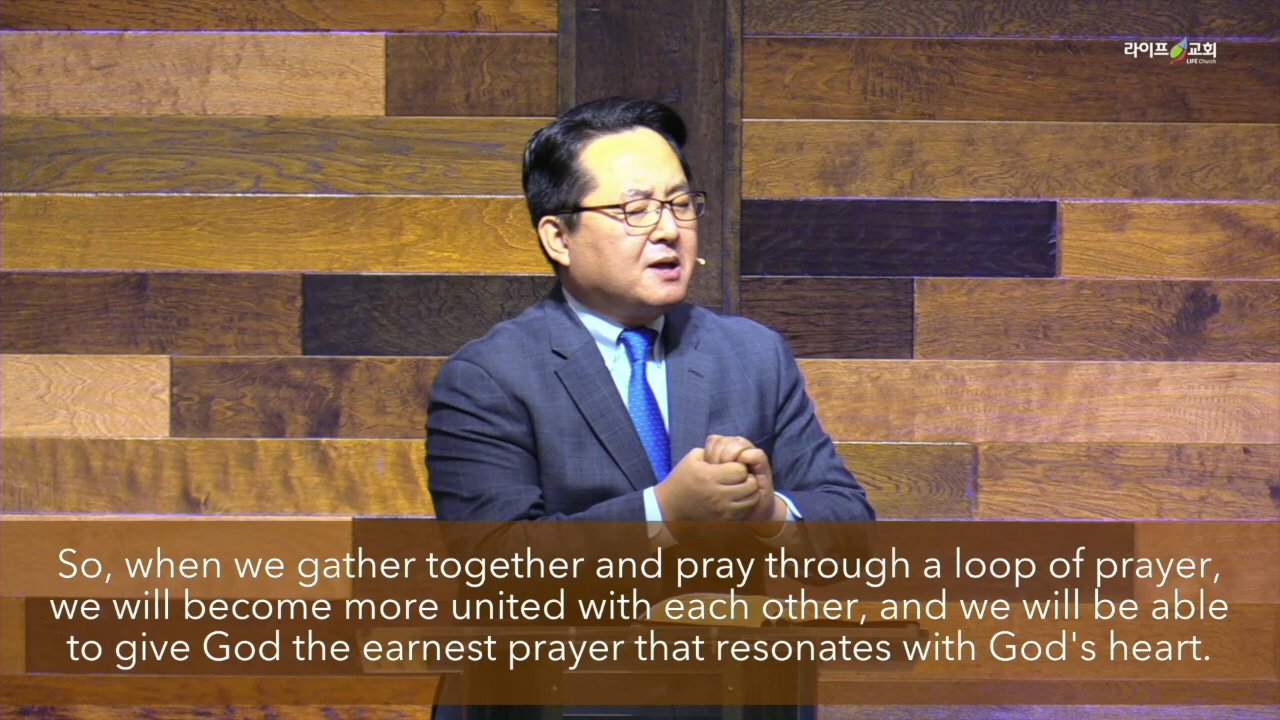 라이프 교회
LIFE Church
So, when we gather together and pray through a loop of prayer,
we will become more united with each other, and we will be able
to give God the earnest prayer that resonates with God's heart.